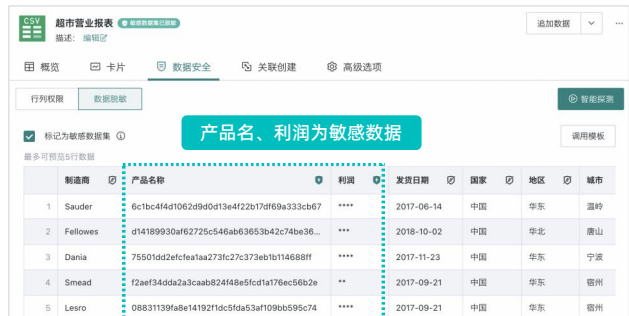 CSV
超市营业报表 敏感数据集已脱敏
描述: 编辑
追加数据
概览 卡片 数据安全 关联创建 高级选项
行列权限 数据脱敏 智能探测
标记为敏感数据集
产品名、利润为敏感数据
调用模板
最多可预览5行数据
制造商 产品名称 利润 发货日期 国家 地区 城市
1 Sauder 6c1bc4f4d1062d9d0d13e4f22b17df69a333cb67 **** 2017-06-14 中国 华东 温岭
2 Fellowes d14189930af62725c546ab63653b42c74be36... *** 2018-10-02 中国 华北 唐山
3 Dania 75501dd2efcfea1aa273fc27c373eb1b114688ff **** 2017-11-23 中国 华东 宁波
4 Smead f2aef34dda2a3caab824f48e5fcd1a176ec56b2e ** 2017-09-21 中国 华东 宿州
5 Lesro 08831139fa8e14192f1dc5fda53af109bb595c74 **** 2017-09-21 中国 华东 宿州